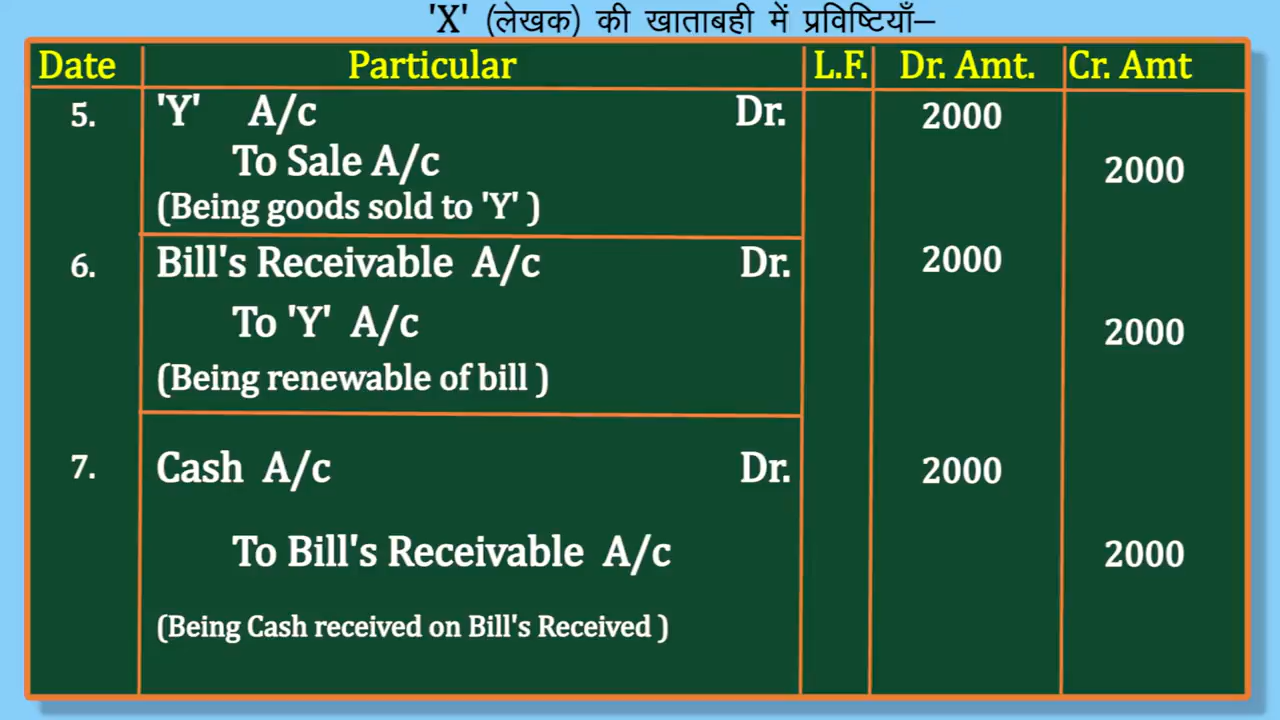 'X' (लेखक) की खाताबही में प्रविष्टियाँ–
Date Particular L.F. Dr. Amt. Cr. Amt
5. 'Y' A/c Dr. 2000
To Sale A/c 2000
(Being goods sold to 'Y' )
6. Bill's Receivable A/c Dr. 2000
To 'Y' A/c 2000
(Being renewable of bill )
7. Cash A/c Dr. 2000
To Bill's Receivable A/c 2000
(Being Cash received on Bill's Received )